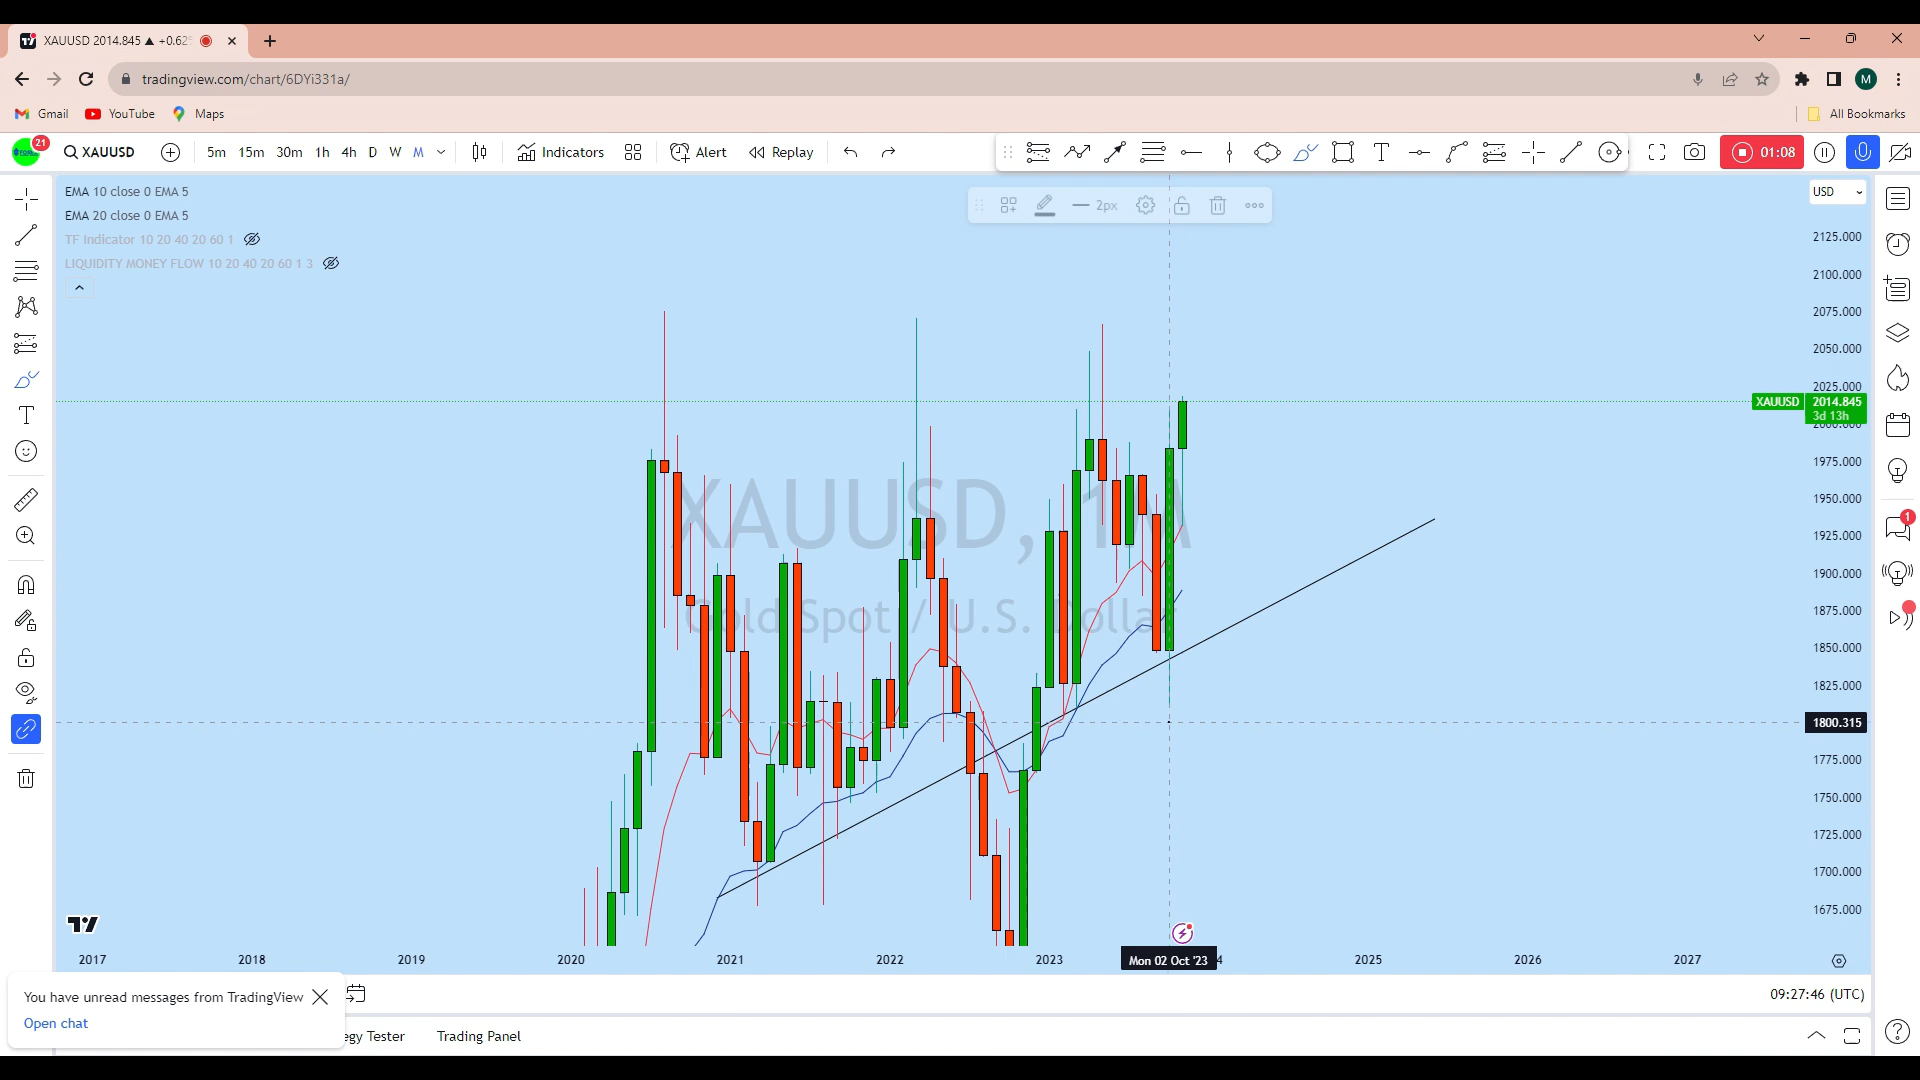 XAUUSD 2014.845 ▲ +0.62
tradingview.com/chart/6DYi331a/
M
Gmail YouTube Maps
All Bookmarks
21 XAUUSD 5m 15m 30m 1h 4h D W M Indicators Alert Replay 01:08
EMA 10 close 0 EMA 5
EMA 20 close 0 EMA 5
TF Indicator 10 20 40 20 60 1
LIQUIDITY MONEY FLOW 10 20 40 20 60 1 3
2px
USD
2125.000
2100.000
2075.000
2050.000
2025.000
XAUUSD 2014.845
3d 13h
2000.000
1975.000
1950.000
1925.000
1900.000
1875.000
1850.000
1825.000
1800.315
1775.000
1750.000
1725.000
1700.000
1675.000
XAUUSD, 1M
Gold Spot / U.S. Dollar
1
2017 2018 2019 2020 2021 2022 2023 Mon 02 Oct '23 4 2025 2026 2027
You have unread messages from TradingView
Open chat
09:27:46 (UTC)
egy Tester Trading Panel